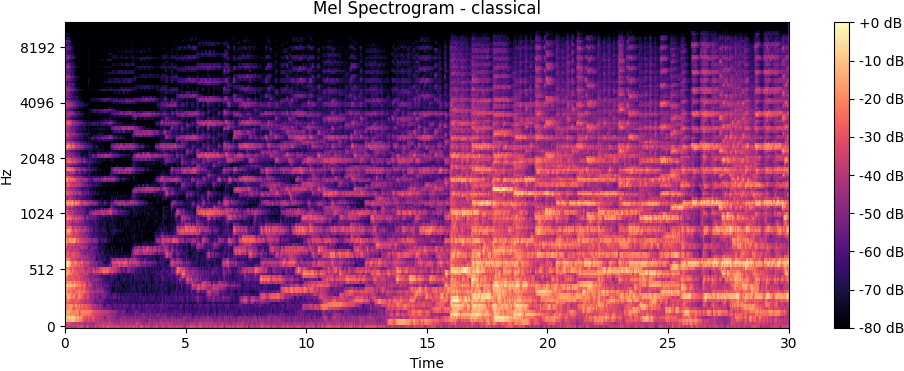 Mel Spectrogram - classical
Hz
8192
4096
2048
1024
512
0
0 5 10 15 20 25 30
Time
+0 dB
-10 dB
-20 dB
-30 dB
-40 dB
-50 dB
-60 dB
-70 dB
-80 dB